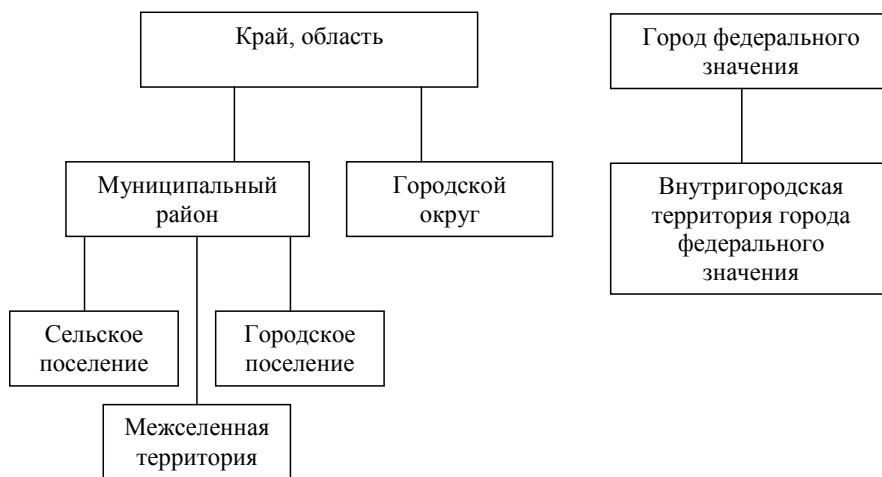 Край, область
Город федерального
значения
Муниципальный
район
Городской
округ
Внутригородская
территория города
федерального
значения
Сельское
поселение
Городское
поселение
Межселенная
территория